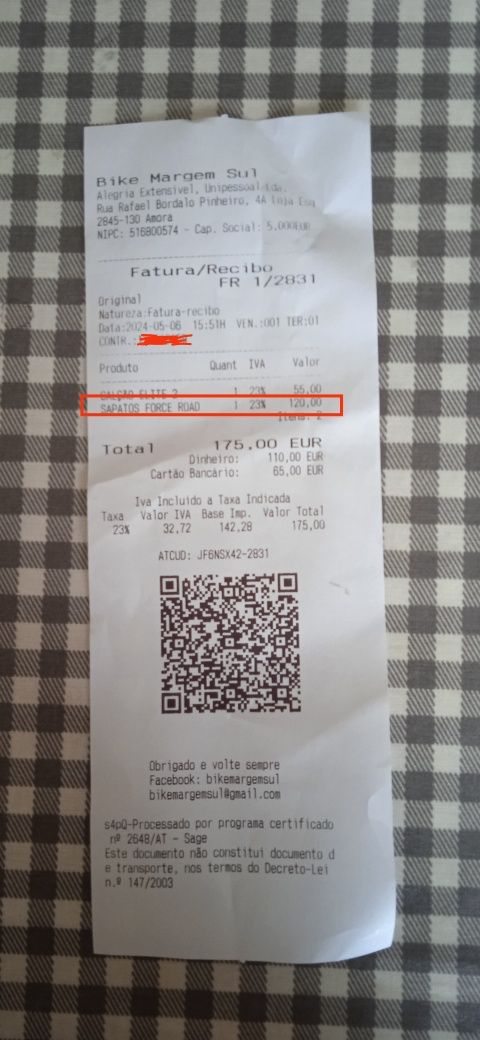 Bike Margem Sul
Alegria Extensivel, Unipessoal Lda.
Rua Rafael Bordalo Pinheiro, 4A Loja Esq
2845-130 Amora
NIPC: 516800574 - Cap. Social: 5.000EUR
Fatura/Recibo
FR 1/2831
Original
Natureza:Fatura-recibo
Data:2024-05-06 15:51H VEN.:001 TER:01
CONTR.:
Produto Quant IVA Valor
CALÇÃO ELITE 2 1 23% 55,00
SAPATOS FORCE ROAD 1 23% 120,00
Items: 2
Total 175,00 EUR
Dinheiro: 110,00 EUR
Cartão Bancário: 65,00 EUR
Iva Incluido a Taxa Indicada
Taxa Valor IVA Base Imp. Valor Total
23% 32,72 142,28 175,00
ATCUD: JF6NSX42-2831
Obrigado e volte sempre
Facebook: bikemargemsul
bikemargemsul@gmail.com
s4pQ-Processado por programa certificado
nº 2648/AT - Sage
Este documento não constitui documento d
e transporte, nos termos do Decreto-Lei
n.º 147/2003